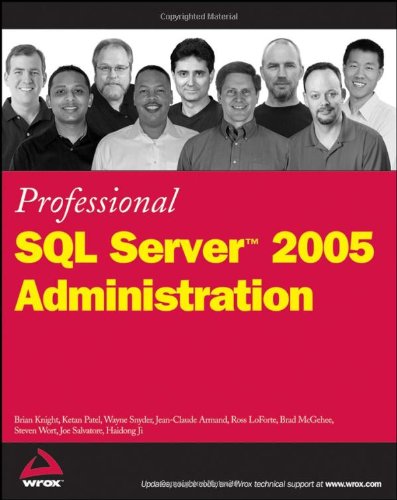 Copyrighted Material
Professional
SQL Server™ 2005
Administration
Brian Knight, Ketan Patel, Wayne Snyder, Jean-Claude Armand, Ross LoForte, Brad McGehee,
Steven Wort, Joe Salvatore, Haidong Ji
wrox
Updates, source code, and Wrox technical support at www.wrox.com
Copyrighted Material